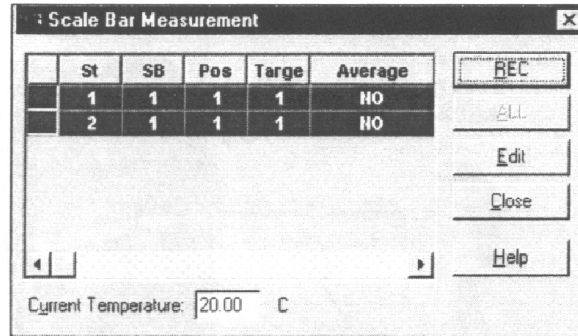 Scale Bar Measurement
St SB Pos Targe Average
1 1 1 1 NO
2 1 1 1 NO
REC
ALL
Edit
Close
Help
Current Temperature: 20.00 C